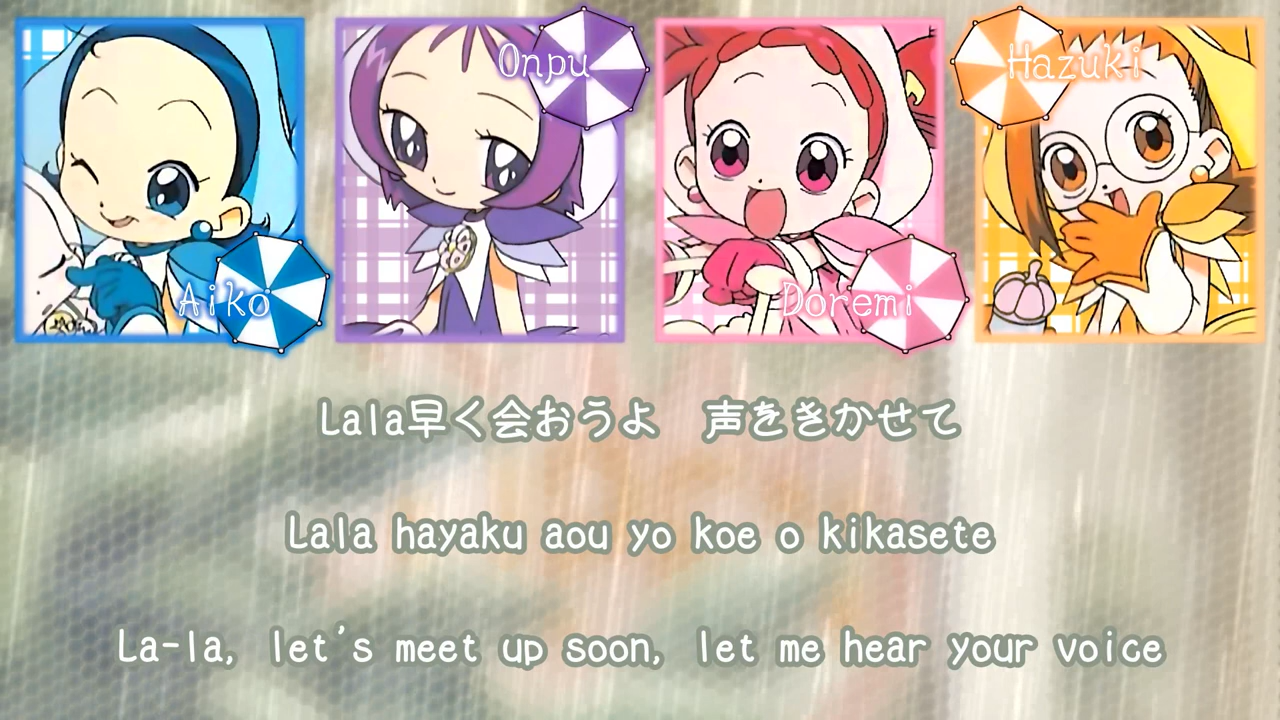 Onpu
Hazuki
Aiko
Doremi
Lala早く会おうよ 声をきかせて
Lala hayaku aou yo koe o kikasete
La-la, let's meet up soon, let me hear your voice